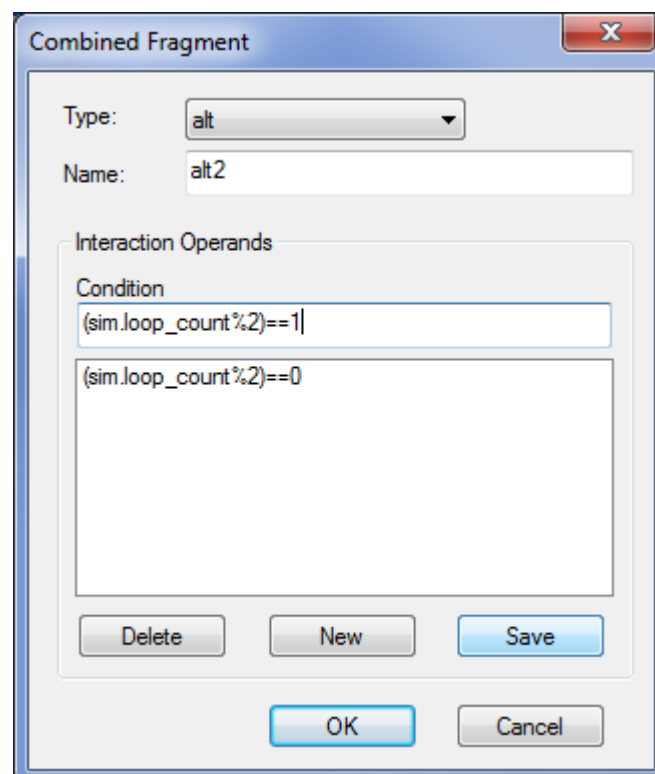 Combined Fragment
Type: alt
Name: alt2
Interaction Operands
Condition
(sim.loop_count%2)==1
(sim.loop_count%2)==0
Delete New Save
OK Cancel